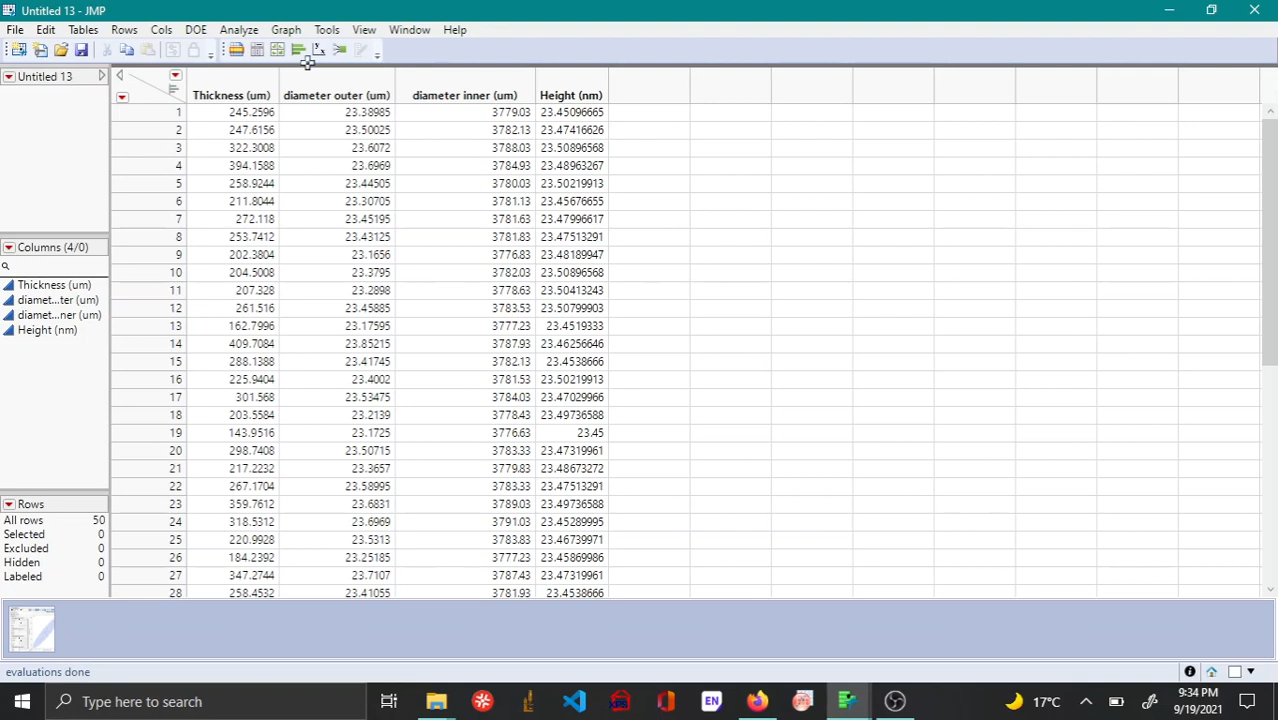 Untitled 13 - JMP
File Edit Tables Rows Cols DOE Analyze Graph Tools View Window Help
Untitled 13
Thickness (um) diameter outer (um) diameter inner (um) Height (nm)
1 245.2596 23.38985 3779.03 23.45096665
2 247.6156 23.50025 3782.13 23.47416626
3 322.3008 23.6072 3788.03 23.50896568
4 394.1588 23.6969 3784.93 23.48963267
5 258.9244 23.44505 3780.03 23.50219913
6 211.8044 23.30705 3781.13 23.45676655
7 272.118 23.45195 3781.63 23.47996617
8 253.7412 23.43125 3781.83 23.47513291
9 202.3804 23.1656 3776.83 23.48189947
10 204.5008 23.3795 3782.03 23.50896568
11 207.328 23.2898 3778.63 23.50413243
12 261.516 23.45885 3783.53 23.50799903
13 162.7996 23.17595 3777.23 23.4519333
14 409.7084 23.85215 3787.93 23.46256646
15 288.1388 23.41745 3782.13 23.4538666
16 225.9404 23.4002 3781.53 23.50219913
17 301.568 23.53475 3784.03 23.47029966
18 203.5584 23.2139 3778.43 23.49736588
19 143.9516 23.1725 3776.63 23.45
20 298.7408 23.50715 3783.33 23.47319961
21 217.2232 23.3657 3779.83 23.48673272
22 267.1704 23.58995 3783.33 23.47513291
23 359.7612 23.6831 3789.03 23.49736588
24 318.5312 23.6969 3791.03 23.45289995
25 220.9928 23.5313 3783.83 23.46739971
26 184.2392 23.25185 3777.23 23.45869986
27 347.2744 23.7107 3787.43 23.47319961
28 258.4532 23.41055 3781.93 23.4538666
Columns (4/0)
Thickness (um)
diamet...ter (um)
diamet...ner (um)
Height (nm)
Rows
All rows 50
Selected 0
Excluded 0
Hidden 0
Labeled 0
evaluations done
Type here to search
EN
17°C
9:34 PM
9/19/2021